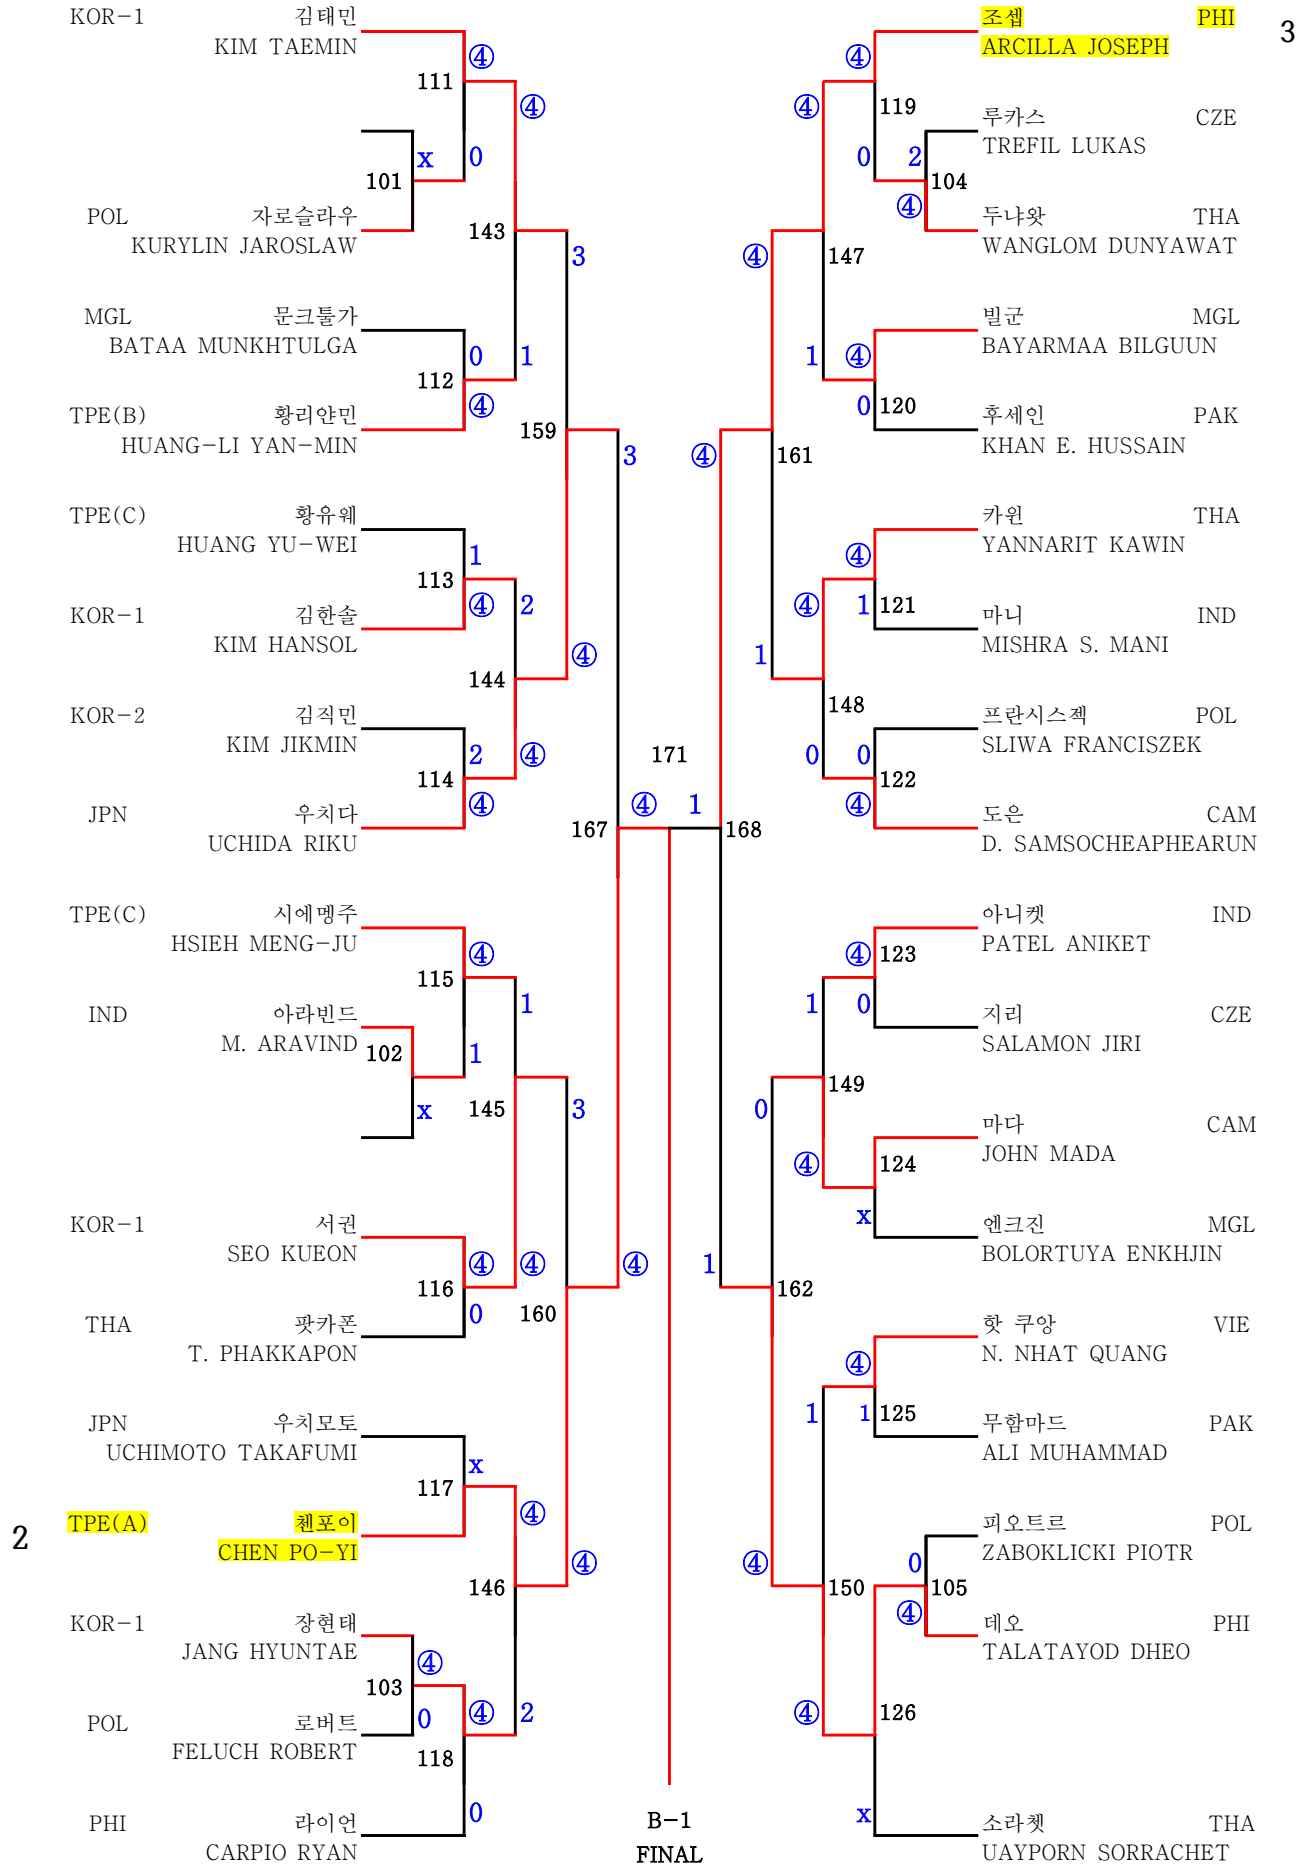 KOR-1 김태민
KIM TAEMIN
④
111
④
x
0
101
POL 자로슬라우
KURYLIN JAROSLAW
143
3
MGL 문크툴가
BATAA MUNKHTULGA
0
1
112
TPE(B) 황리얀민
④
159
HUANG-LI YAN-MIN
3
TPE(C) 황유웨
HUANG YU-WEI
1
113
KOR-1 김한솔
④
2
KIM HANSOL
④
144
KOR-2 김직민
KIM JIKMIN
2
④
114
JPN 우치다
④
UCHIDA RIKU
167
④
TPE(C) 시에멩주
HSIEH MENG-JU
④
115
1
IND 아라빈드
M. ARAVIND
102
1
x
145
3
KOR-1 서권
SEO KUEON
④
④
④
116
0
160
THA 팟카폰
T. PHAKKAPON
JPN 우치모토
UCHIMOTO TAKAFUMI
x
117
④
2
TPE(A) 첸포이
CHEN PO-YI
④
146
KOR-1 장현태
JANG HYUNTAE
④
103
④
2
POL 로버트
0
FELUCH ROBERT
118
PHI 라이언
0
CARPIO RYAN
171
1
B-1
FINAL
조셉 PHI
3
ARCILLA JOSEPH
④
④
119
루카스 CZE
TREFIL LUKAS
0
2
104
④
두냐왓 THA
WANGLOM DUNYAWAT
④
147
빌군 MGL
BAYARMAA BILGUUN
1
④
0
120
후세인 PAK
KHAN E. HUSSAIN
④
161
카윈 THA
YANNARIT KAWIN
④
④
1
121
마니 IND
MISHRA S. MANI
1
148
프란시스젝 POL
SLIWA FRANCISZEK
0
0
122
④
도은 CAM
D. SAMSOCHEAPHEARUN
168
아니켓 IND
PATEL ANIKET
④
123
1
0
지리 CZE
SALAMON JIRI
149
0
마다 CAM
JOHN MADA
④
124
x
엔크진 MGL
BOLORTUYA ENKHJIN
1
162
핫 쿠앙 VIE
N. NHAT QUANG
④
1
1
125
무함마드 PAK
ALI MUHAMMAD
피오트르 POL
ZABOKLICKI PIOTR
④
150
0
105
④
데오 PHI
TALATAYOD DHEO
④
126
x
소라쳇 THA
UAYPORN SORRACHET